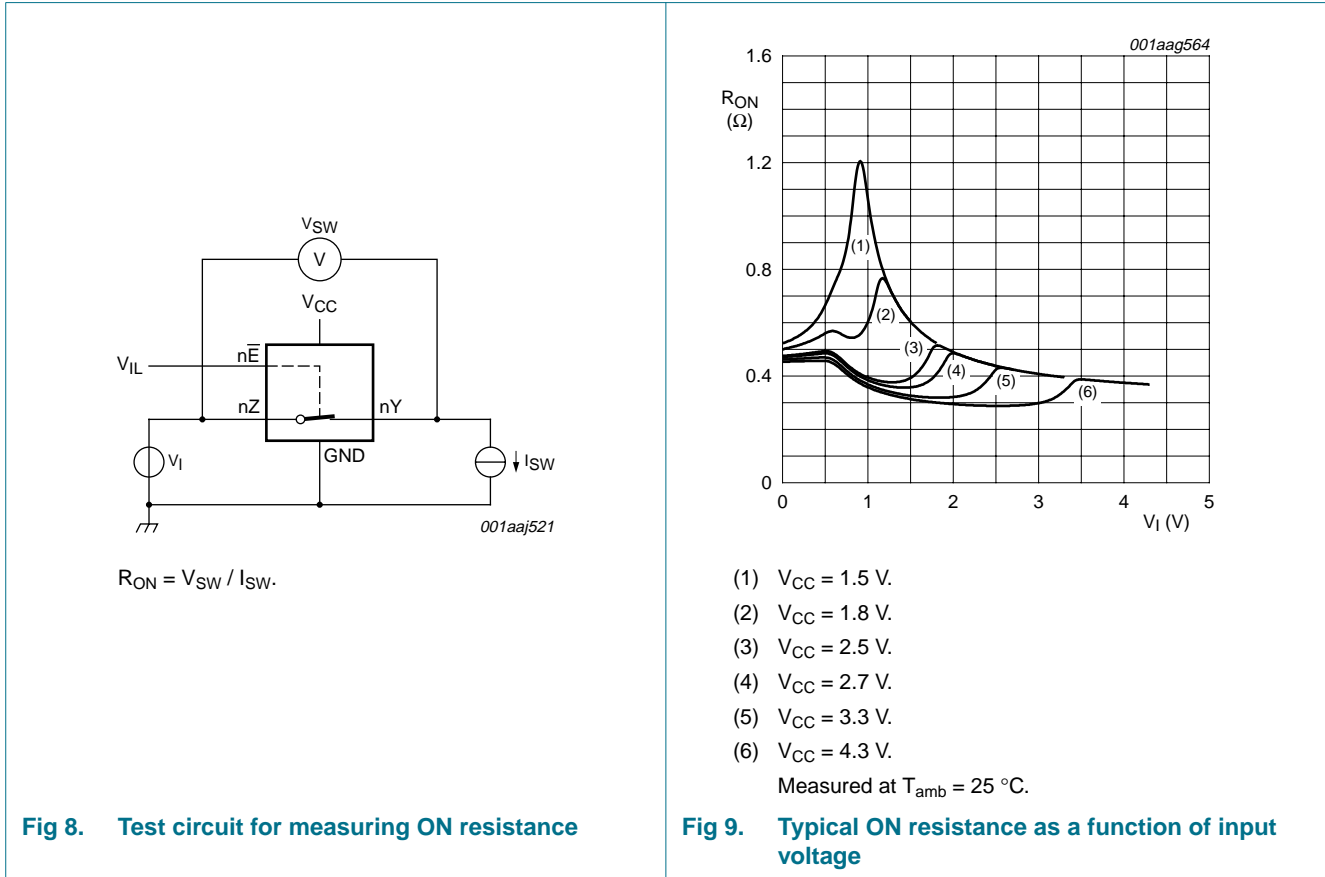 VSW
V
VCC
VIL
nE̅
nZ
nY
VI
GND
ISW
001aaj521
RON = VSW / ISW.
Fig 8. Test circuit for measuring ON resistance
001aag564
1.6
RON
(Ω)
1.2
(1)
0.8
(2)
(3)
(4)
0.4
(5)
(6)
0
0 1 2 3 4 5
VI (V)
(1) VCC = 1.5 V.
(2) VCC = 1.8 V.
(3) VCC = 2.5 V.
(4) VCC = 2.7 V.
(5) VCC = 3.3 V.
(6) VCC = 4.3 V.
Measured at Tamb = 25 °C.
Fig 9. Typical ON resistance as a function of input
voltage